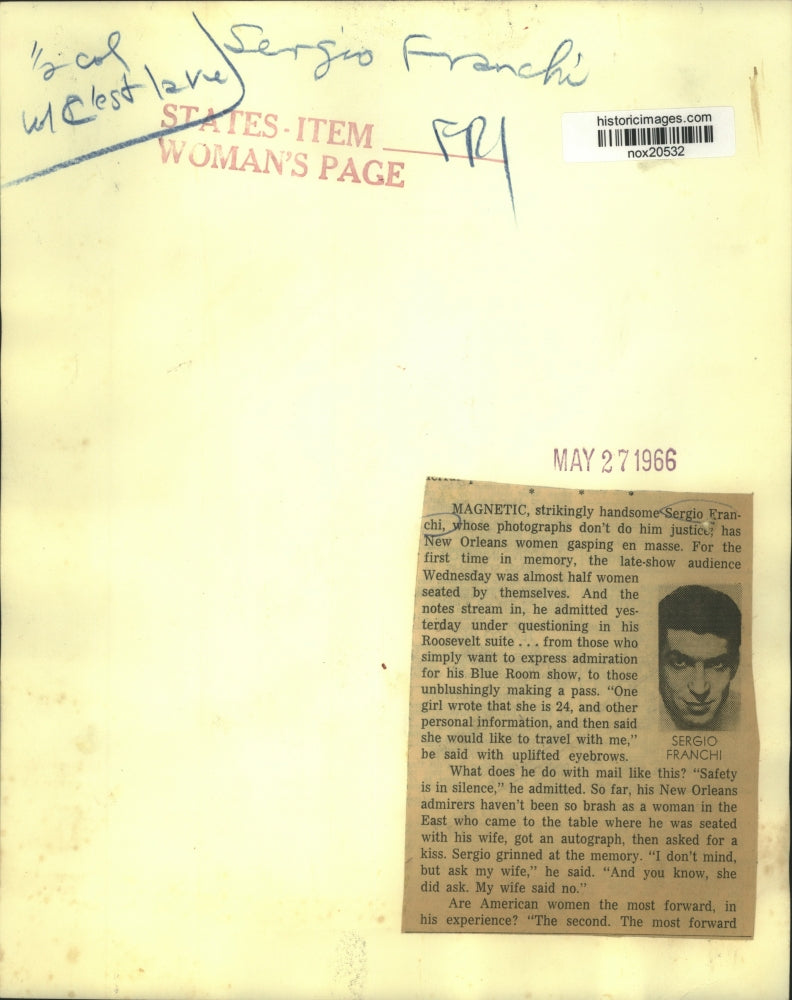 1/2 col
w/ C'est la vie
Sergio Franchi
STATES-ITEM
WOMAN'S PAGE
FRI
historicimages.com
nox20532
MAY 27 1966
* * *
MAGNETIC, strikingly handsome Sergio Fran-
chi, whose photographs don't do him justice, has
New Orleans women gasping en masse. For the
first time in memory, the late-show audience
Wednesday was almost half women
seated by themselves. And the
notes stream in, he admitted yes-
terday under questioning in his
Roosevelt suite . . . from those who
simply want to express admiration
for his Blue Room show, to those
unblushingly making a pass. "One
girl wrote that she is 24, and other
personal information, and then said
she would like to travel with me,"
he said with uplifted eyebrows.
SERGIO
FRANCHI
What does he do with mail like this? "Safety
is in silence," he admitted. So far, his New Orleans
admirers haven't been so brash as a woman in the
East who came to the table where he was seated
with his wife, got an autograph, then asked for a
kiss. Sergio grinned at the memory. "I don't mind,
but ask my wife," he said. "And you know, she
did ask. My wife said no."
Are American women the most forward, in
his experience? "The second. The most forward